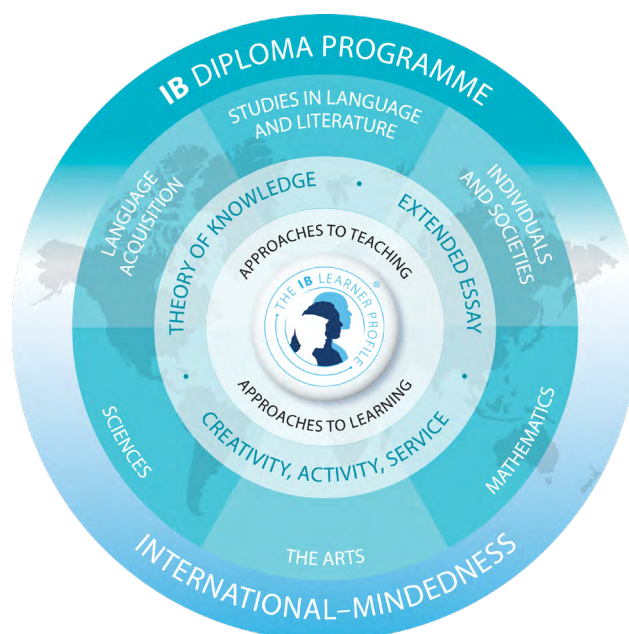 IB DIPLOMA PROGRAMME
STUDIES IN LANGUAGE
AND LITERATURE
LANGUAGE
ACQUISITION
INDIVIDUALS
AND SOCIETIES
THEORY OF KNOWLEDGE
•
EXTENDED ESSAY
APPROACHES TO TEACHING
THE IB LEARNER PROFILE
®
APPROACHES TO LEARNING
•
•
CREATIVITY, ACTIVITY, SERVICE
SCIENCES
MATHEMATICS
THE ARTS
INTERNATIONAL–MINDEDNESS